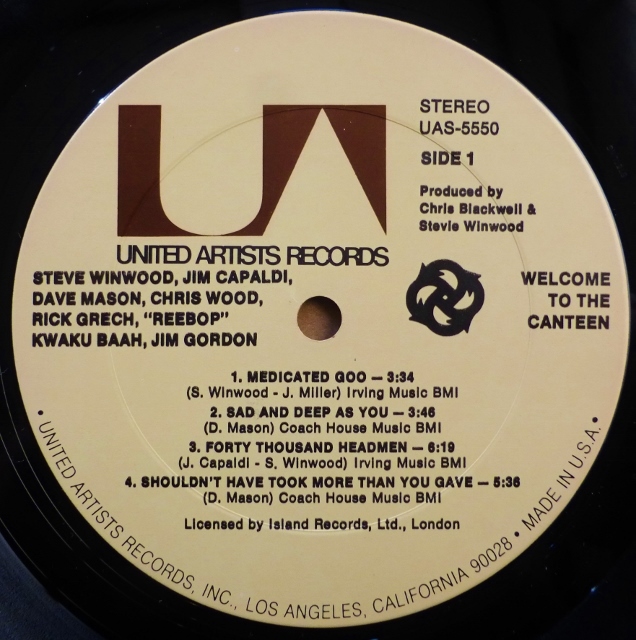 UA
UNITED ARTISTS RECORDS
STEREO
UAS-5550
SIDE 1
Produced by
Chris Blackwell &
Stevie Winwood
STEVE WINWOOD, JIM CAPALDI,
DAVE MASON, CHRIS WOOD,
RICK GRECH, “REEBOP”
KWAKU BAAH, JIM GORDON
WELCOME
TO THE
CANTEEN
1. MEDICATED GOO — 3:34
(S. Winwood - J. Miller) Irving Music BMI
2. SAD AND DEEP AS YOU — 3:46
(D. Mason) Coach House Music BMI
3. FORTY THOUSAND HEADMEN — 6:19
(J. Capaldi - S. Winwood) Irving Music BMI
4. SHOULDN'T HAVE TOOK MORE THAN YOU GAVE — 5:36
(D. Mason) Coach House Music BMI
Licensed by Island Records, Ltd., London
• UNITED ARTISTS RECORDS, INC., LOS ANGELES, CALIFORNIA 90028 • MADE IN U.S.A. •